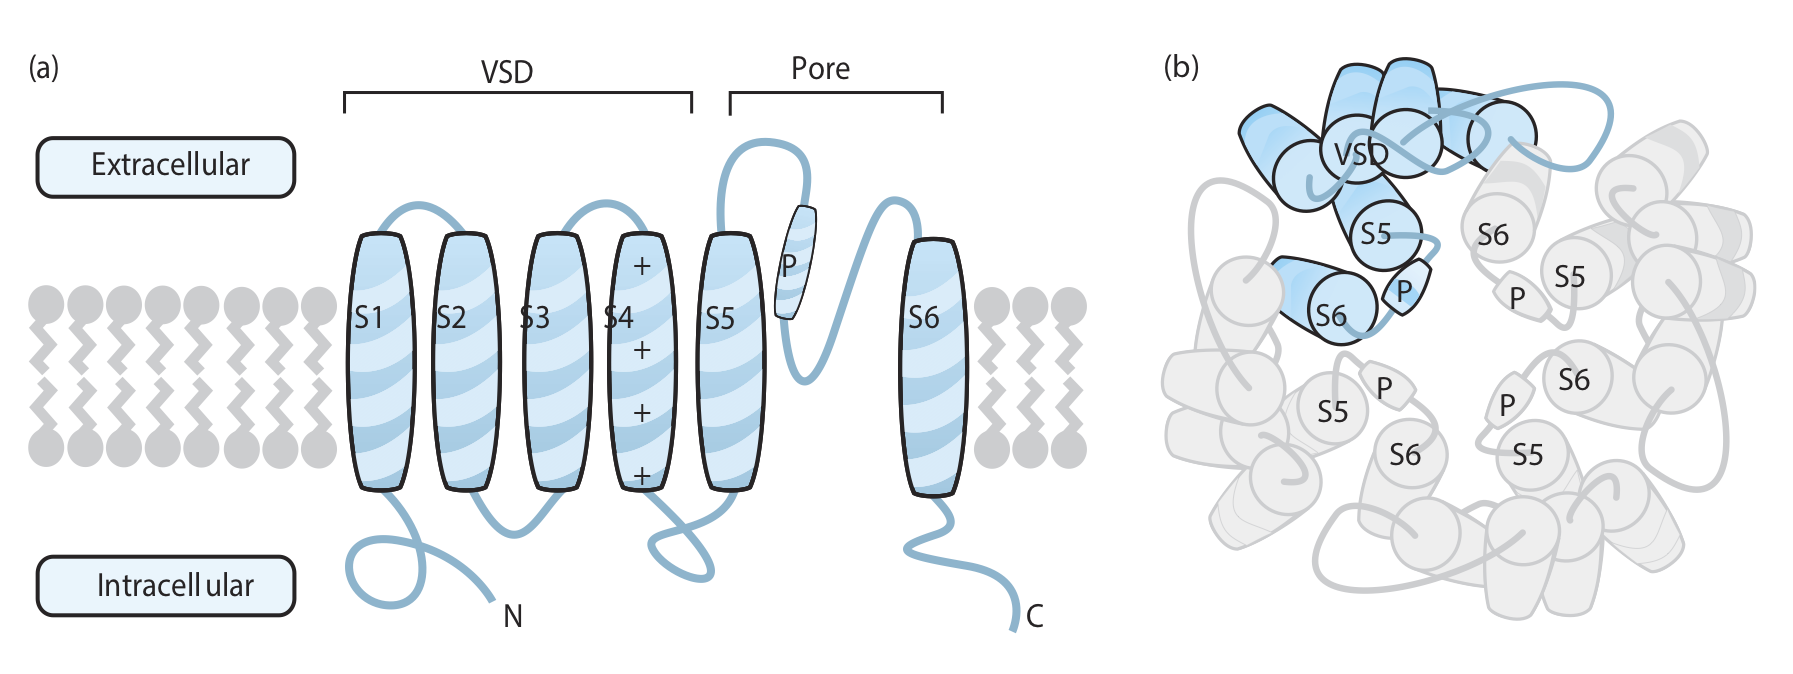 (a)
VSD
Pore
(b)
Extracellular
VSD
S5
S6
P
S6
S5
P
P
S1
S2
S3
S4
S5
S6
+
+
+
+
S6
P
P
S5
S6
S5
S6
P
S5
Intracellular
N
C